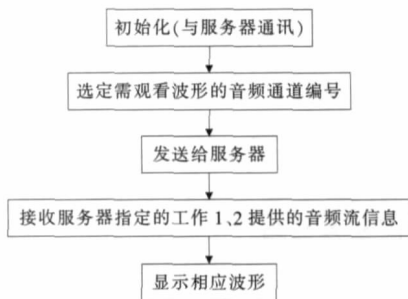 初始化(与服务器通讯)
选定需观看波形的音频通道编号
发送给服务器
接收服务器指定的工作1、2提供的音频流信息
显示相应波形